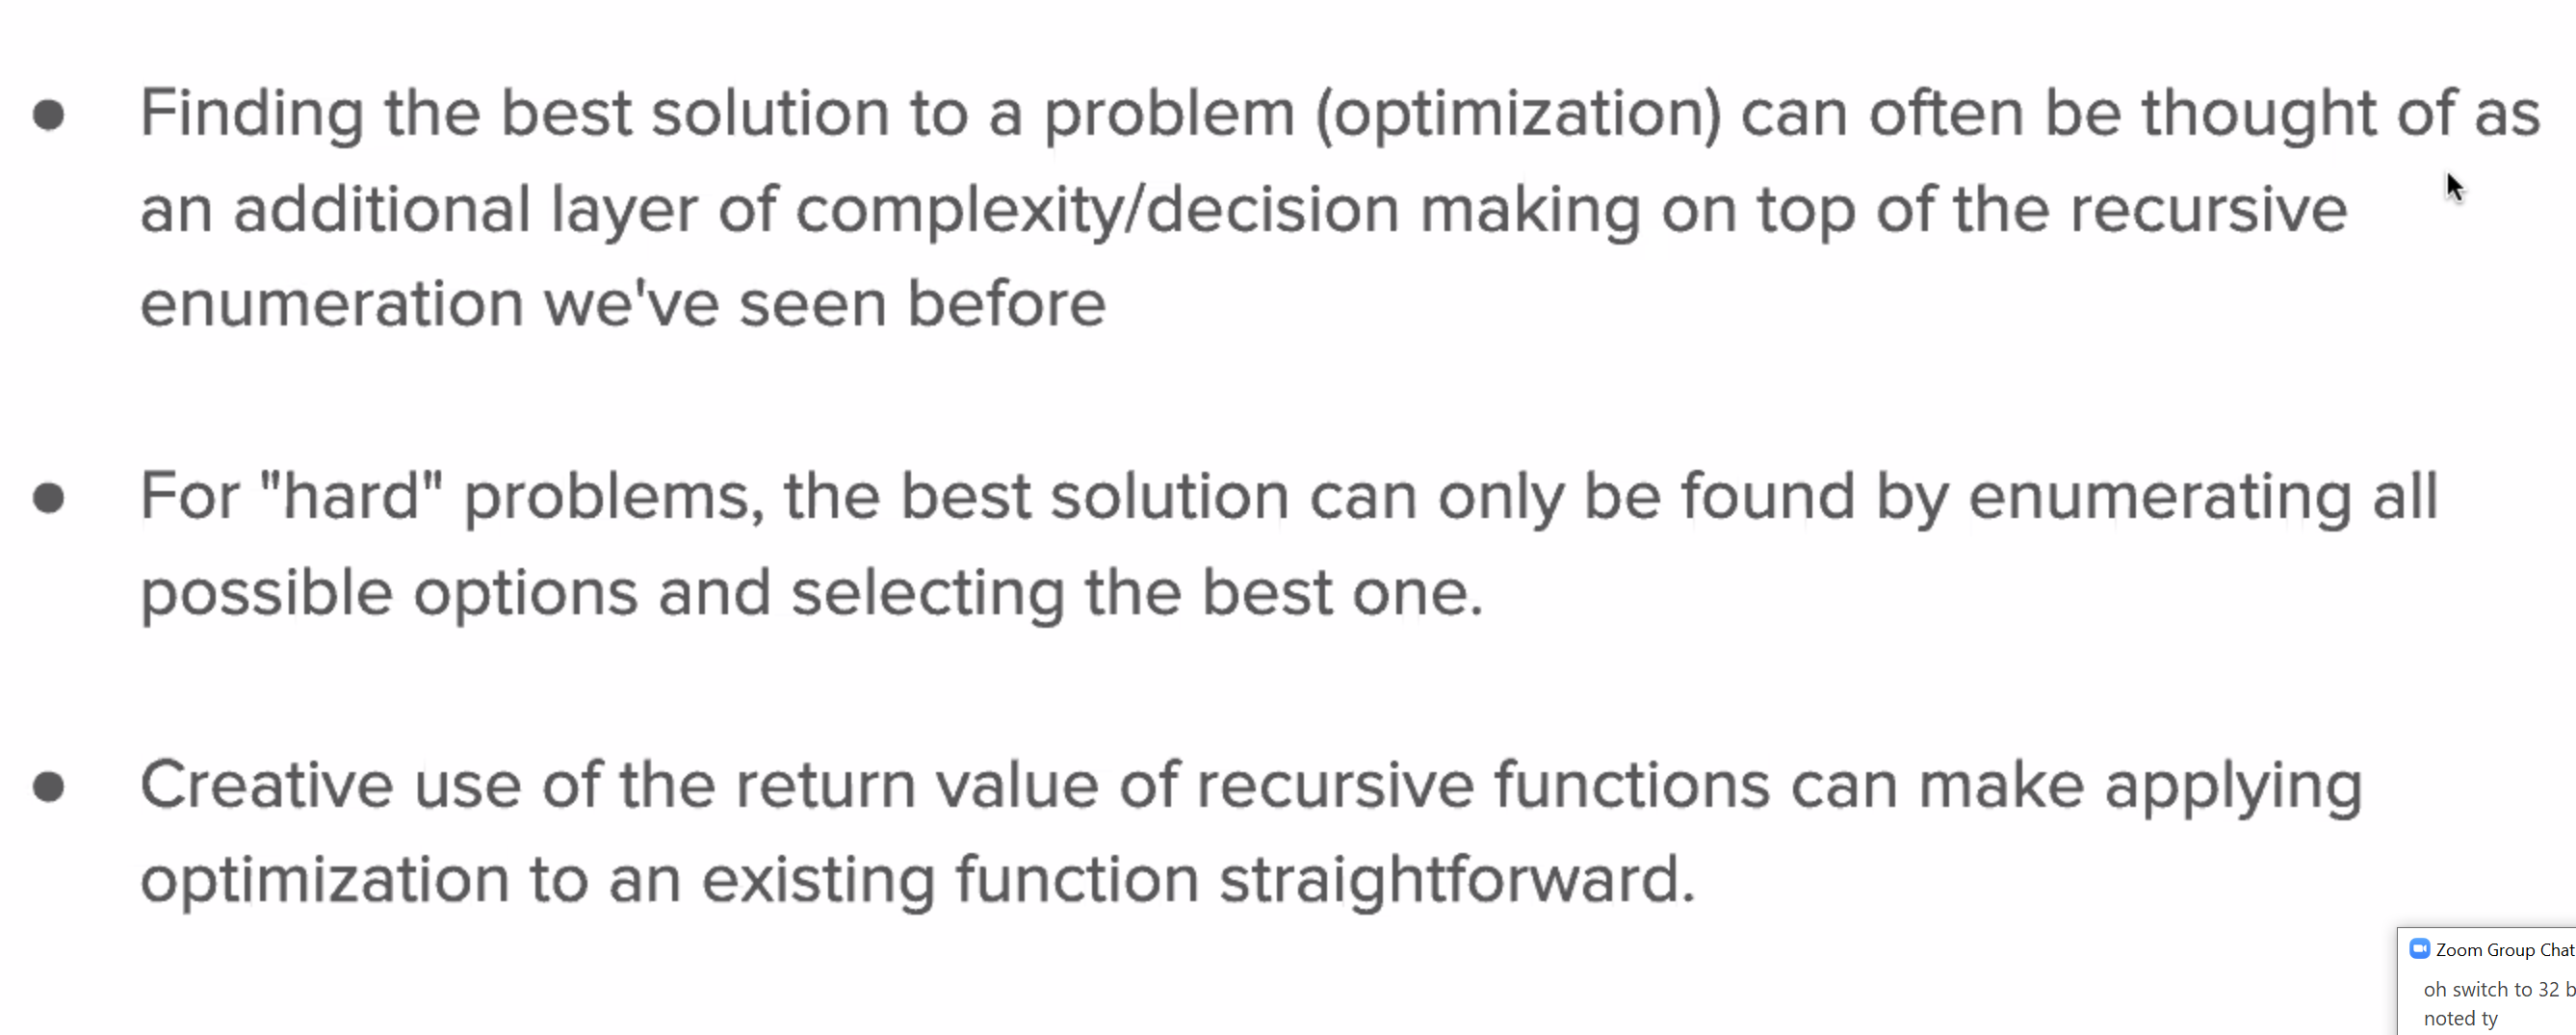 ● Finding the best solution to a problem (optimization) can often be thought of as
an additional layer of complexity/decision making on top of the recursive
enumeration we've seen before
● For "hard" problems, the best solution can only be found by enumerating all
possible options and selecting the best one.
● Creative use of the return value of recursive functions can make applying
optimization to an existing function straightforward.
Zoom Group Chat
oh switch to 32 b
noted ty